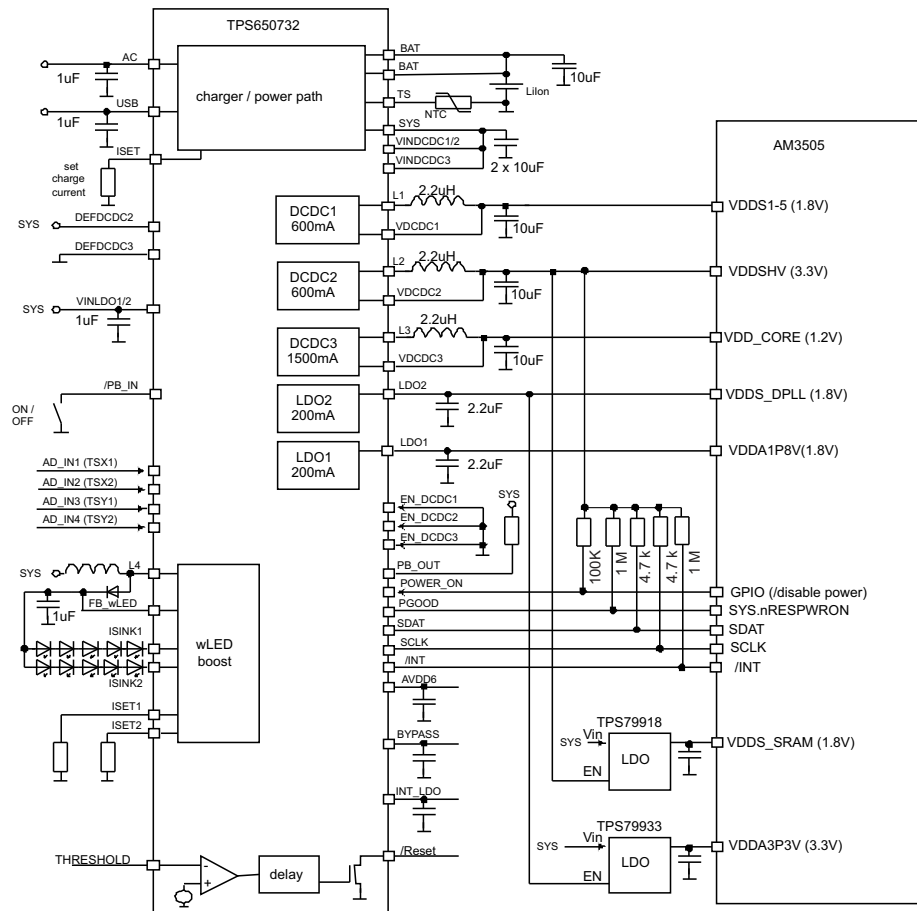 TPS650732
AC
1uF
USB
1uF
ISET
set
charge
current
charger / power path
BAT
BAT
10uF
LiIon
TS
NTC
SYS
VINDCDC1/2
VINDCDC3
2 x 10uF
AM3505
SYS
DEFDCDC2
DEFDCDC3
SYS
VINLDO1/2
1uF
DCDC1
600mA
L1
2.2uH
VDCDC1
10uF
VDDS1-5 (1.8V)
DCDC2
600mA
L2
2.2uH
VDCDC2
10uF
VDDSHV (3.3V)
DCDC3
1500mA
L3
2.2uH
VDCDC3
10uF
VDD_CORE (1.2V)
/PB_IN
ON /
OFF
LDO2
200mA
LDO2
2.2uF
VDDS_DPLL (1.8V)
LDO1
200mA
LDO1
2.2uF
VDDA1P8V(1.8V)
AD_IN1 (TSX1)
AD_IN2 (TSX2)
AD_IN3 (TSY1)
AD_IN4 (TSY2)
EN_DCDC1
EN_DCDC2
EN_DCDC3
SYS
PB_OUT
100K
1 M
4.7 k
4.7 k
1 M
POWER_ON
GPIO (/disable power)
PGOOD
SYS.nRESPWRON
SDAT
SDAT
SCLK
SCLK
/INT
/INT
SYS
L4
1uF
FB_wLED
ISINK1
ISINK2
ISET1
ISET2
wLED
boost
AVDD6
BYPASS
INT_LDO
TPS79918
SYS
Vin
LDO
EN
VDDS_SRAM (1.8V)
TPS79933
SYS
Vin
LDO
EN
VDDA3P3V (3.3V)
THRESHOLD
-
+
delay
/Reset